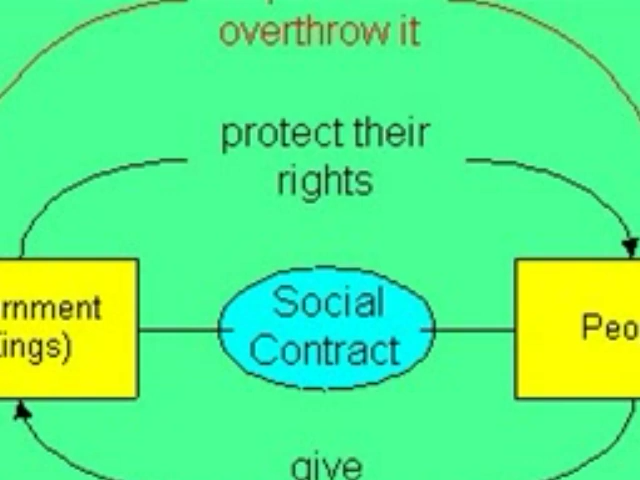 overthrow it
protect their
rights
rnment
ings)
Social
Contract
Peo
give